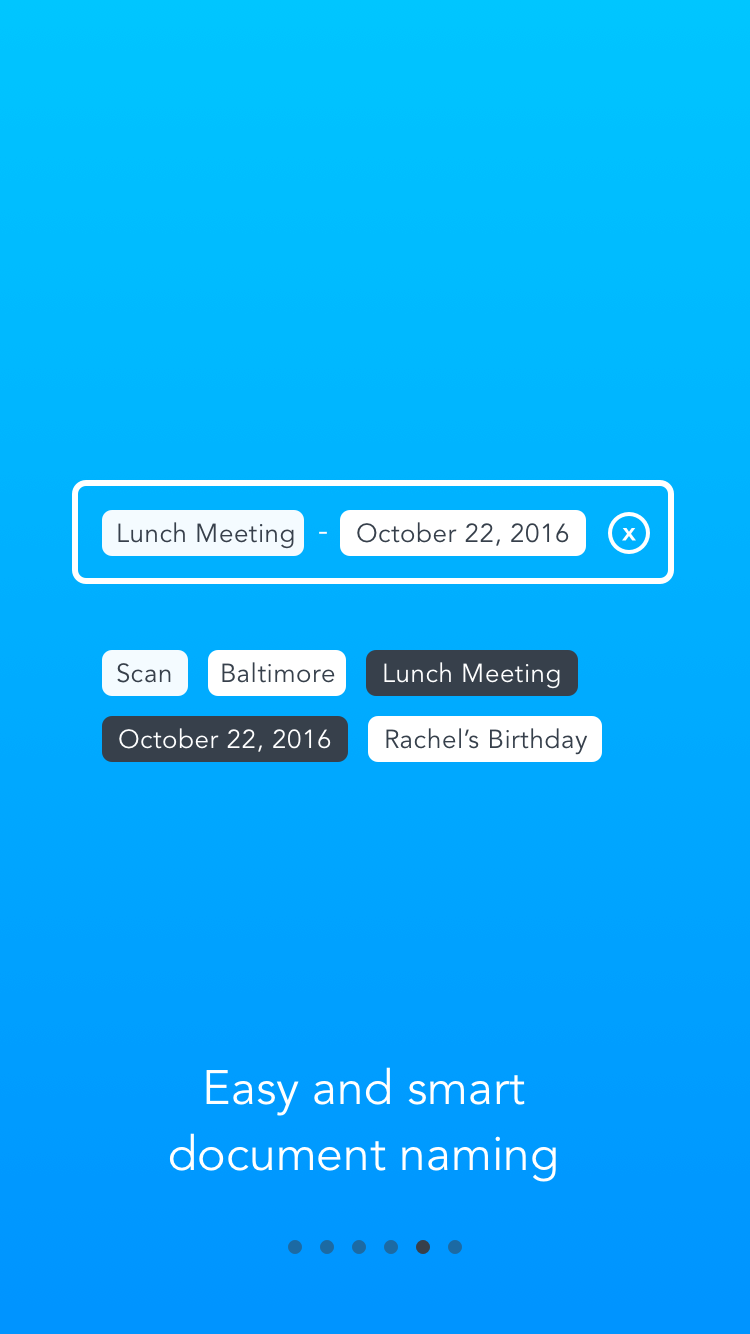 Lunch Meeting - October 22, 2016 x
Scan Baltimore Lunch Meeting
October 22, 2016 Rachel’s Birthday
Easy and smart
document naming